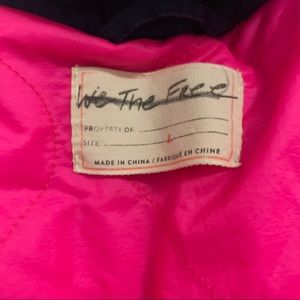 We The Free
PROPERTY OF
SIZE L
MADE IN CHINA / FABRIQUÉ EN CHINE